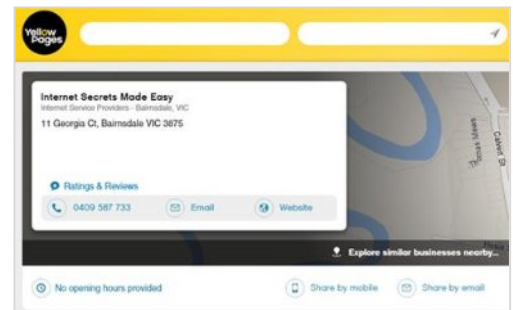 Yellow
Pages
Internet Secrets Made Easy
Internet Service Providers - Bairnsdale, VIC
11 Georgia Ct, Bairnsdale VIC 3875
Ratings & Reviews
0409 587 733 Email Website
Calvert St
Explore similar businesses nearby...
No opening hours provided
Share by mobile
Share by email